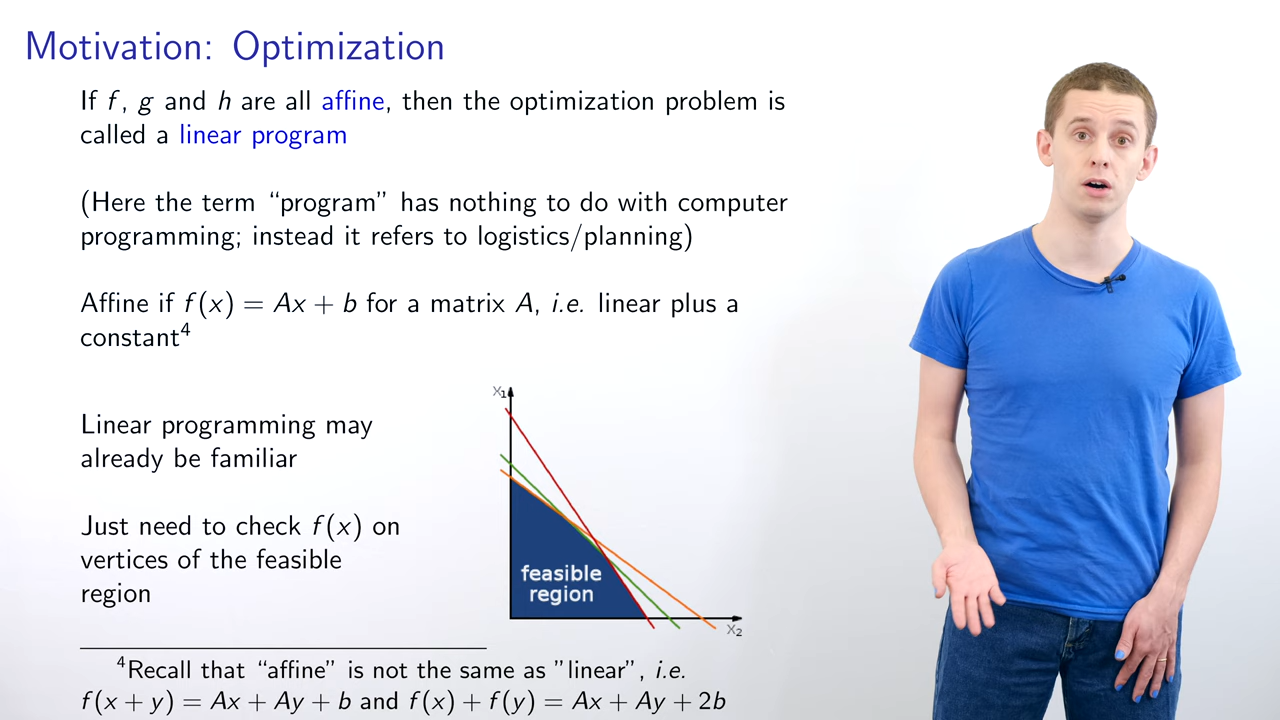 Motivation: Optimization
If f, g and h are all affine, then the optimization problem is
called a linear program
(Here the term “program” has nothing to do with computer
programming; instead it refers to logistics/planning)
Affine if f(x) = Ax + b for a matrix A, i.e. linear plus a
constant⁴
Linear programming may
already be familiar
Just need to check f(x) on
vertices of the feasible
region
x₁
feasible
region
x₂
⁴Recall that “affine” is not the same as ”linear”, i.e.
f(x + y) = Ax + Ay + b and f(x) + f(y) = Ax + Ay + 2b